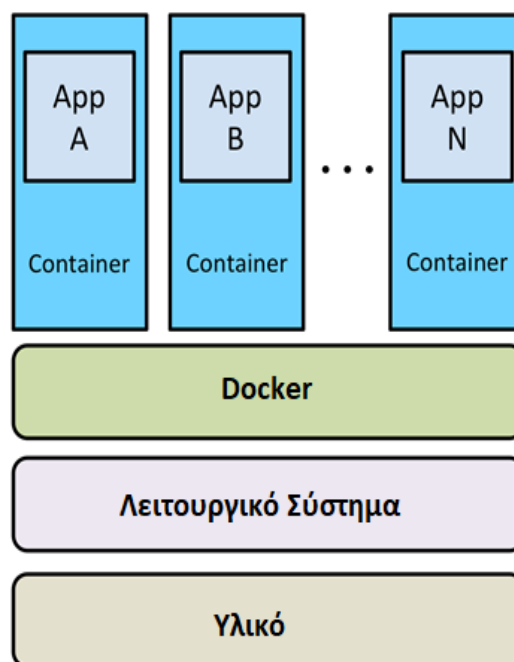 App
A
App
B
App
N
...
Container
Container
Container
Docker
Λειτουργικό Σύστημα
Υλικό